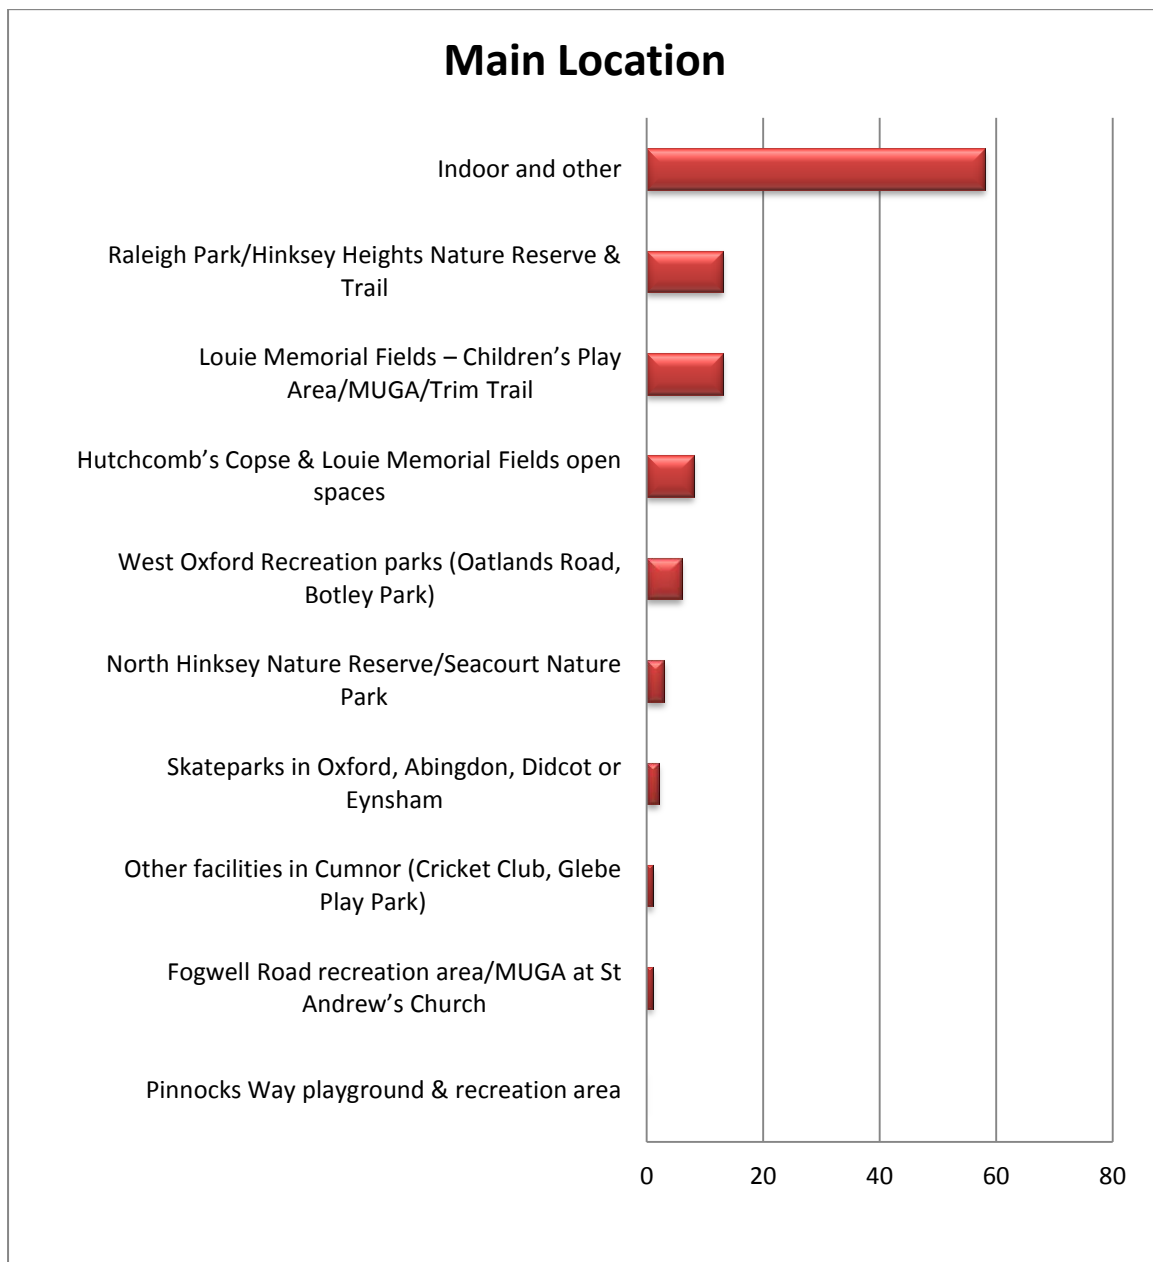 Main Location
Indoor and other
Raleigh Park/Hinksey Heights Nature Reserve &
Trail
Louie Memorial Fields – Children’s Play
Area/MUGA/Trim Trail
Hutchcomb’s Copse & Louie Memorial Fields open
spaces
West Oxford Recreation parks (Oatlands Road,
Botley Park)
North Hinksey Nature Reserve/Seacourt Nature
Park
Skateparks in Oxford, Abingdon, Didcot or
Eynsham
Other facilities in Cumnor (Cricket Club, Glebe
Play Park)
Fogwell Road recreation area/MUGA at St
Andrew’s Church
Pinnocks Way playground & recreation area
0 20 40 60 80